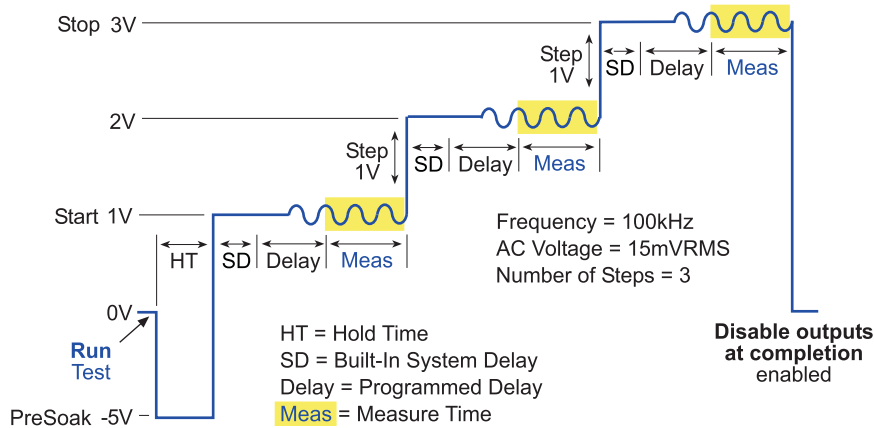 Stop 3V
Step
1V
SD
Delay
Meas
2V
Step
1V
SD
Delay
Meas
Start 1V
HT
SD
Delay
Meas
Frequency = 100kHz
AC Voltage = 15mVRMS
Number of Steps = 3
0V
Run
Test
HT = Hold Time
SD = Built-In System Delay
Delay = Programmed Delay
Meas = Measure Time
Disable outputs
at completion
enabled
PreSoak -5V